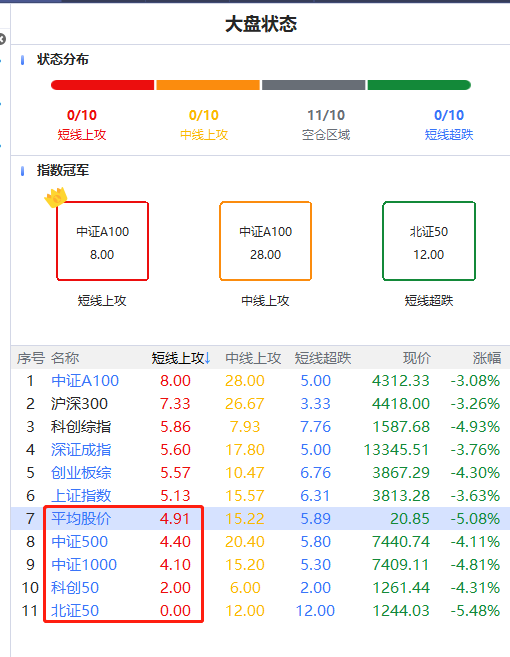 大盘状态
状态分布
0/10 0/10 11/10 0/10
短线上攻 中线上攻 空仓区域 短线超跌
指数冠军
中证A100 中证A100 北证50
8.00 28.00 12.00
短线上攻 中线上攻 短线超跌
序号 名称 短线上攻↓ 中线上攻 短线超跌 现价 涨幅
1 中证A100 8.00 28.00 5.00 4312.33 -3.08%
2 沪深300 7.33 26.67 3.33 4418.00 -3.26%
3 科创综指 5.86 7.93 7.76 1587.68 -4.93%
4 深证成指 5.60 17.80 5.00 13345.51 -3.76%
5 创业板综 5.57 10.47 6.76 3867.29 -4.30%
6 上证指数 5.13 15.57 6.31 3813.28 -3.63%
7 平均股价 4.91 15.22 5.89 20.85 -5.08%
8 中证500 4.40 20.40 5.80 7440.74 -4.11%
9 中证1000 4.10 15.20 5.30 7409.11 -4.81%
10 科创50 2.00 6.00 2.00 1261.44 -4.31%
11 北证50 0.00 12.00 12.00 1244.03 -5.48%